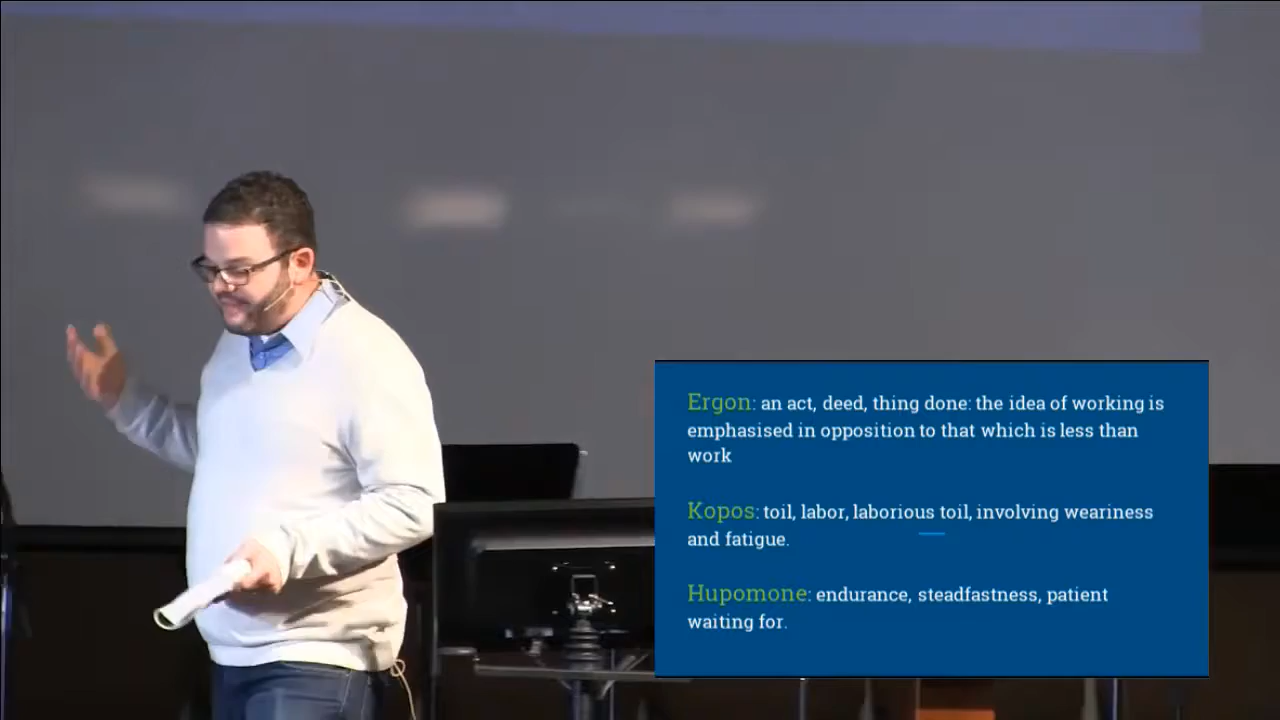 Ergon: an act, deed, thing done: the idea of working is
emphasised in opposition to that which is less than
work
Kopos: toil, labor, laborious toil, involving weariness
and fatigue.
Hupomone: endurance, steadfastness, patient
waiting for.